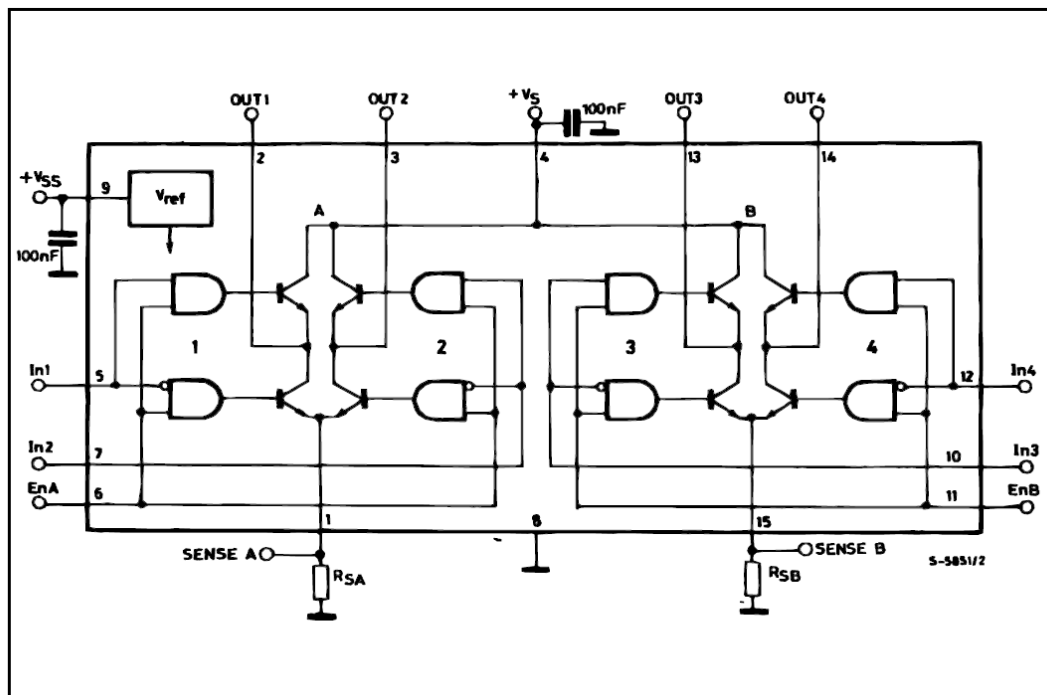 OUT1 OUT2 +VS 100nF OUT3 OUT4
2 3 4 13 14
+VSS 9 Vref
A B
100nF
1 2 3 4
In1 5 12 In4
In2 7 10 In3
EnA 6 11 EnB
1 8 15
SENSE A SENSE B S-5851/2
RSA RSB